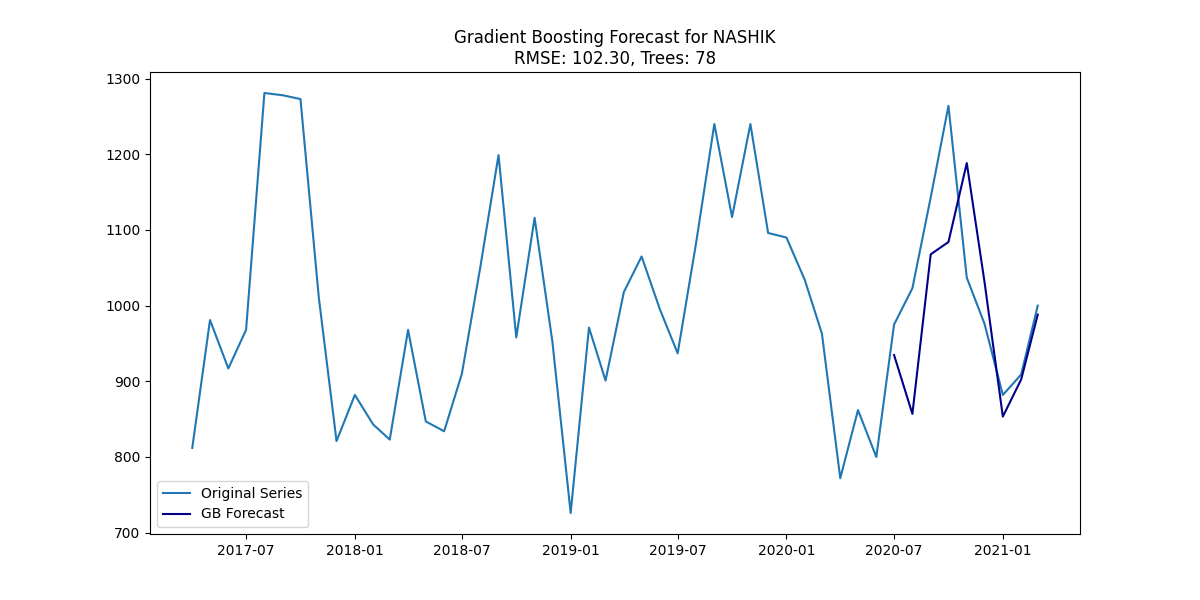 Gradient Boosting Forecast for NASHIK
RMSE: 102.30, Trees: 78
1300
1200
1100
1000
900
800
700
Original Series
GB Forecast
2017-07 2018-01 2018-07 2019-01 2019-07 2020-01 2020-07 2021-01